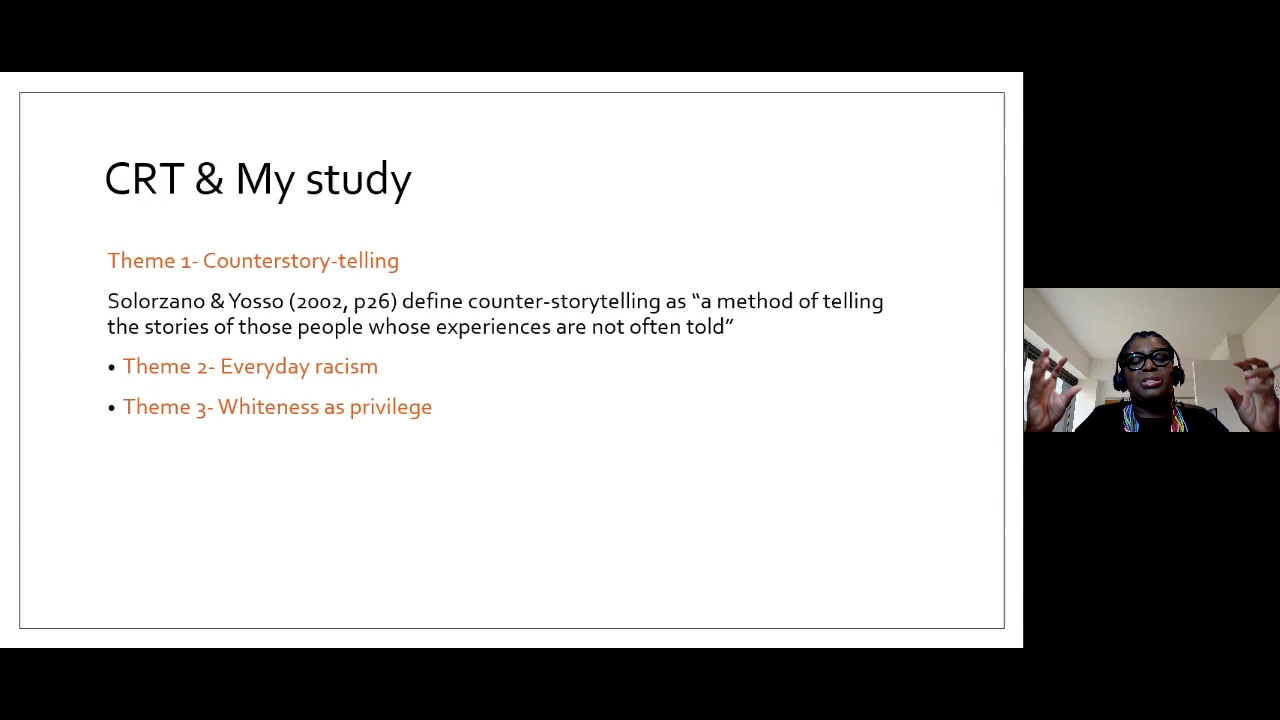 CRT & My study
Theme 1- Counterstory-telling
Solorzano & Yosso (2002, p26) define counter-storytelling as “a method of telling
the stories of those people whose experiences are not often told”
• Theme 2- Everyday racism
• Theme 3- Whiteness as privilege